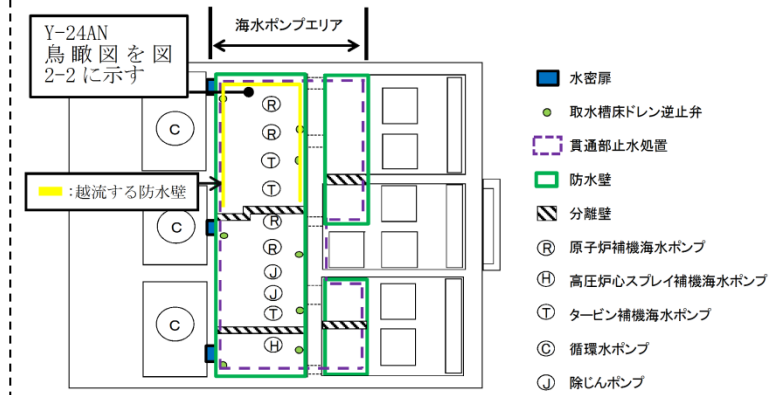 海水ポンプエリア
Y-24AN
鳥瞰図を図
2-2に示す
:越流する防水壁
Ⓒ
Ⓒ
Ⓒ
Ⓡ
Ⓡ
Ⓣ
Ⓣ
Ⓡ
Ⓡ
Ⓙ
Ⓙ
Ⓣ
Ⓗ
水密扉
取水槽床ドレン逆止弁
貫通部止水処置
防水壁
分離壁
Ⓡ 原子炉補機海水ポンプ
Ⓗ 高圧炉心スプレイ補機海水ポンプ
Ⓣ タービン補機海水ポンプ
Ⓒ 循環水ポンプ
Ⓙ 除じんポンプ